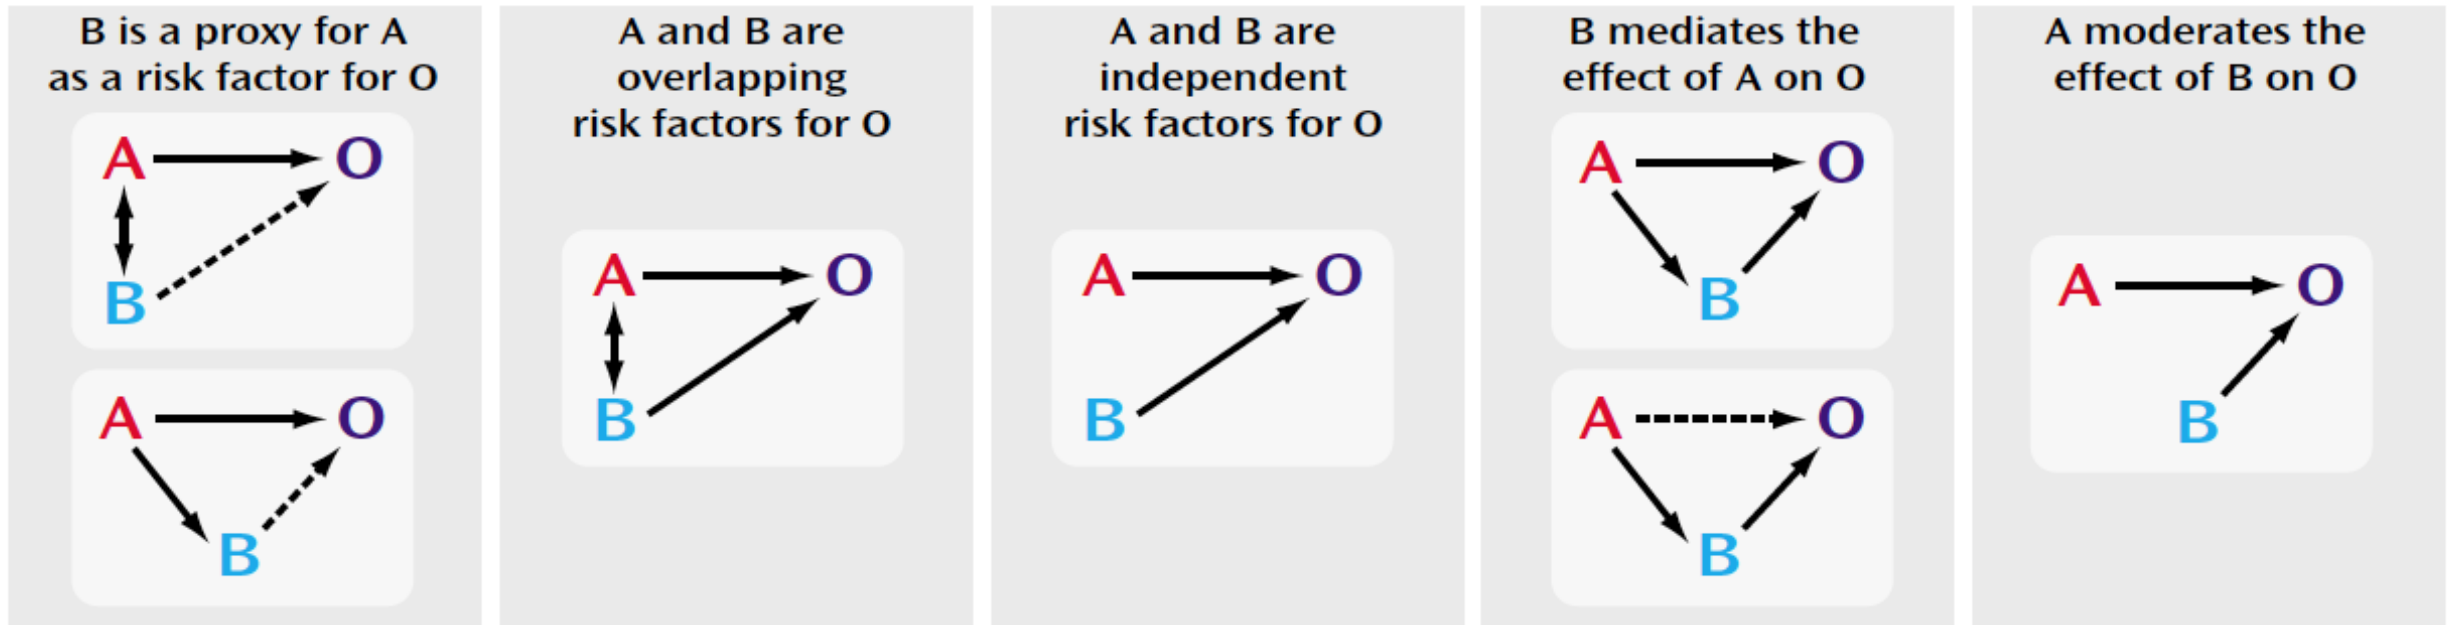 B is a proxy for A
as a risk factor for O
A O
B
A O
B
A and B are
overlapping
risk factors for O
A O
B
A and B are
independent
risk factors for O
A O
B
B mediates the
effect of A on O
A O
B
A O
B
A moderates the
effect of B on O
A O
B